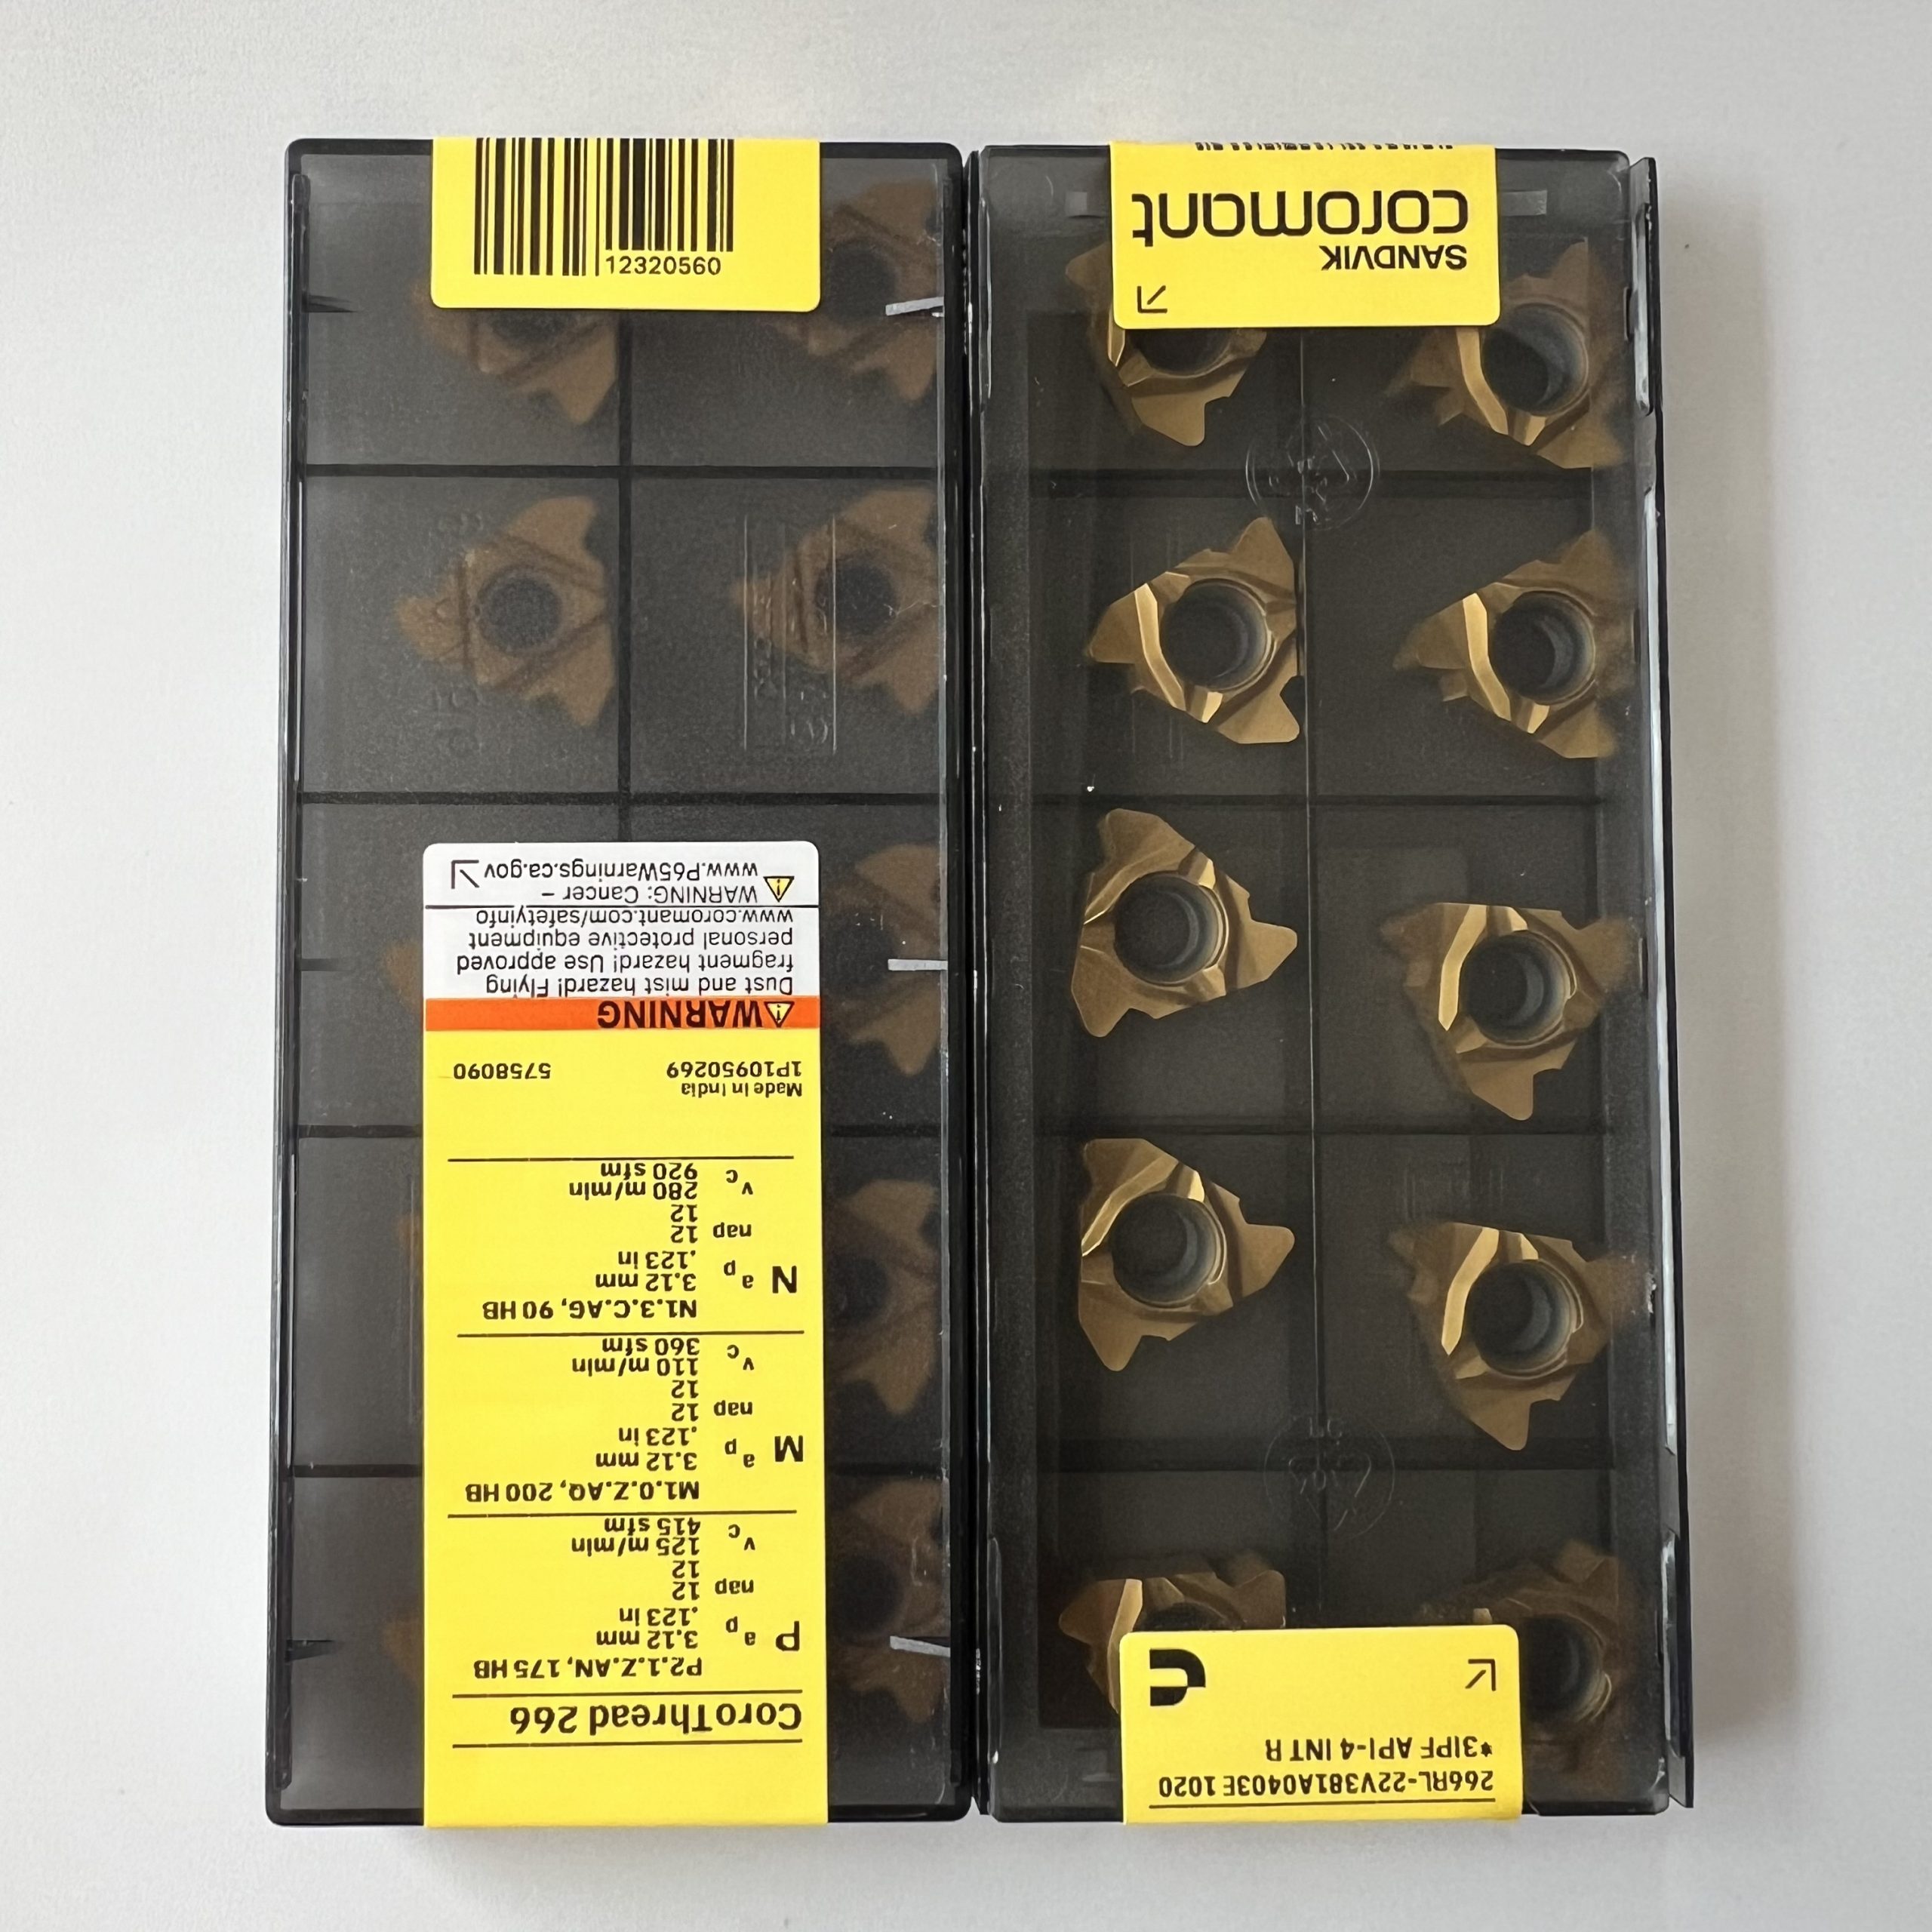 12320560
CoroThread 266
P2.1.Z.AN, 175 HB
P
ap 3.12 mm
.123 in
nap 12
12
vc 125 m/min
415 sfm
M1.0.Z.AQ, 200 HB
M
ap 3.12 mm
.123 in
nap 12
12
vc 110 m/min
360 sfm
N1.3.C.AG, 90 HB
N
ap 3.12 mm
.123 in
nap 12
12
vc 280 m/min
920 sfm
Made in India
1P10950269 5758090
WARNING
Dust and mist hazard! Flying
fragment hazard! Use approved
personal protective equipment
www.coromant.com/safetyinfo
WARNING: Cancer –
www.P65Warnings.ca.gov
SANDVIK
coromant
266RL-22V381A0403E 1020
*3IPF API-4 INT R